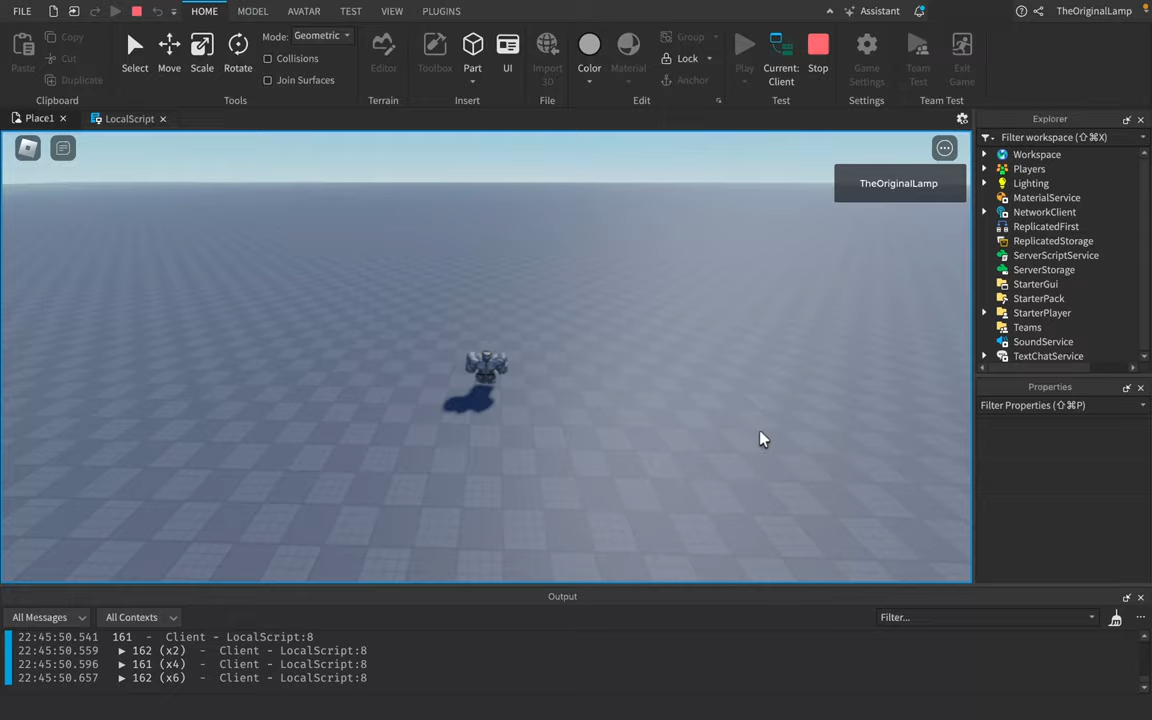 FILE HOME MODEL AVATAR TEST VIEW PLUGINS Assistant TheOriginalLamp
Paste Copy Cut Duplicate
Clipboard
Select Move Scale Rotate Mode: Geometric Collisions Join Surfaces
Tools
Editor
Terrain
Toolbox Part UI
Insert
Import 3D
File
Color Material Group Lock Anchor
Edit
Play Current: Client Stop
Test
Game Settings
Settings
Team Test Exit Game
Team Test
Place1 LocalScript
TheOriginalLamp
Explorer
Filter workspace (⇧⌘X)
Workspace
Players
Lighting
MaterialService
NetworkClient
ReplicatedFirst
ReplicatedStorage
ServerScriptService
ServerStorage
StarterGui
StarterPack
StarterPlayer
Teams
SoundService
TextChatService
Properties
Filter Properties (⇧⌘P)
Output
All Messages All Contexts Filter...
22:45:50.541 161 - Client - LocalScript:8
22:45:50.559 ▶ 162 (x2) - Client - LocalScript:8
22:45:50.596 ▶ 161 (x4) - Client - LocalScript:8
22:45:50.657 ▶ 162 (x6) - Client - LocalScript:8